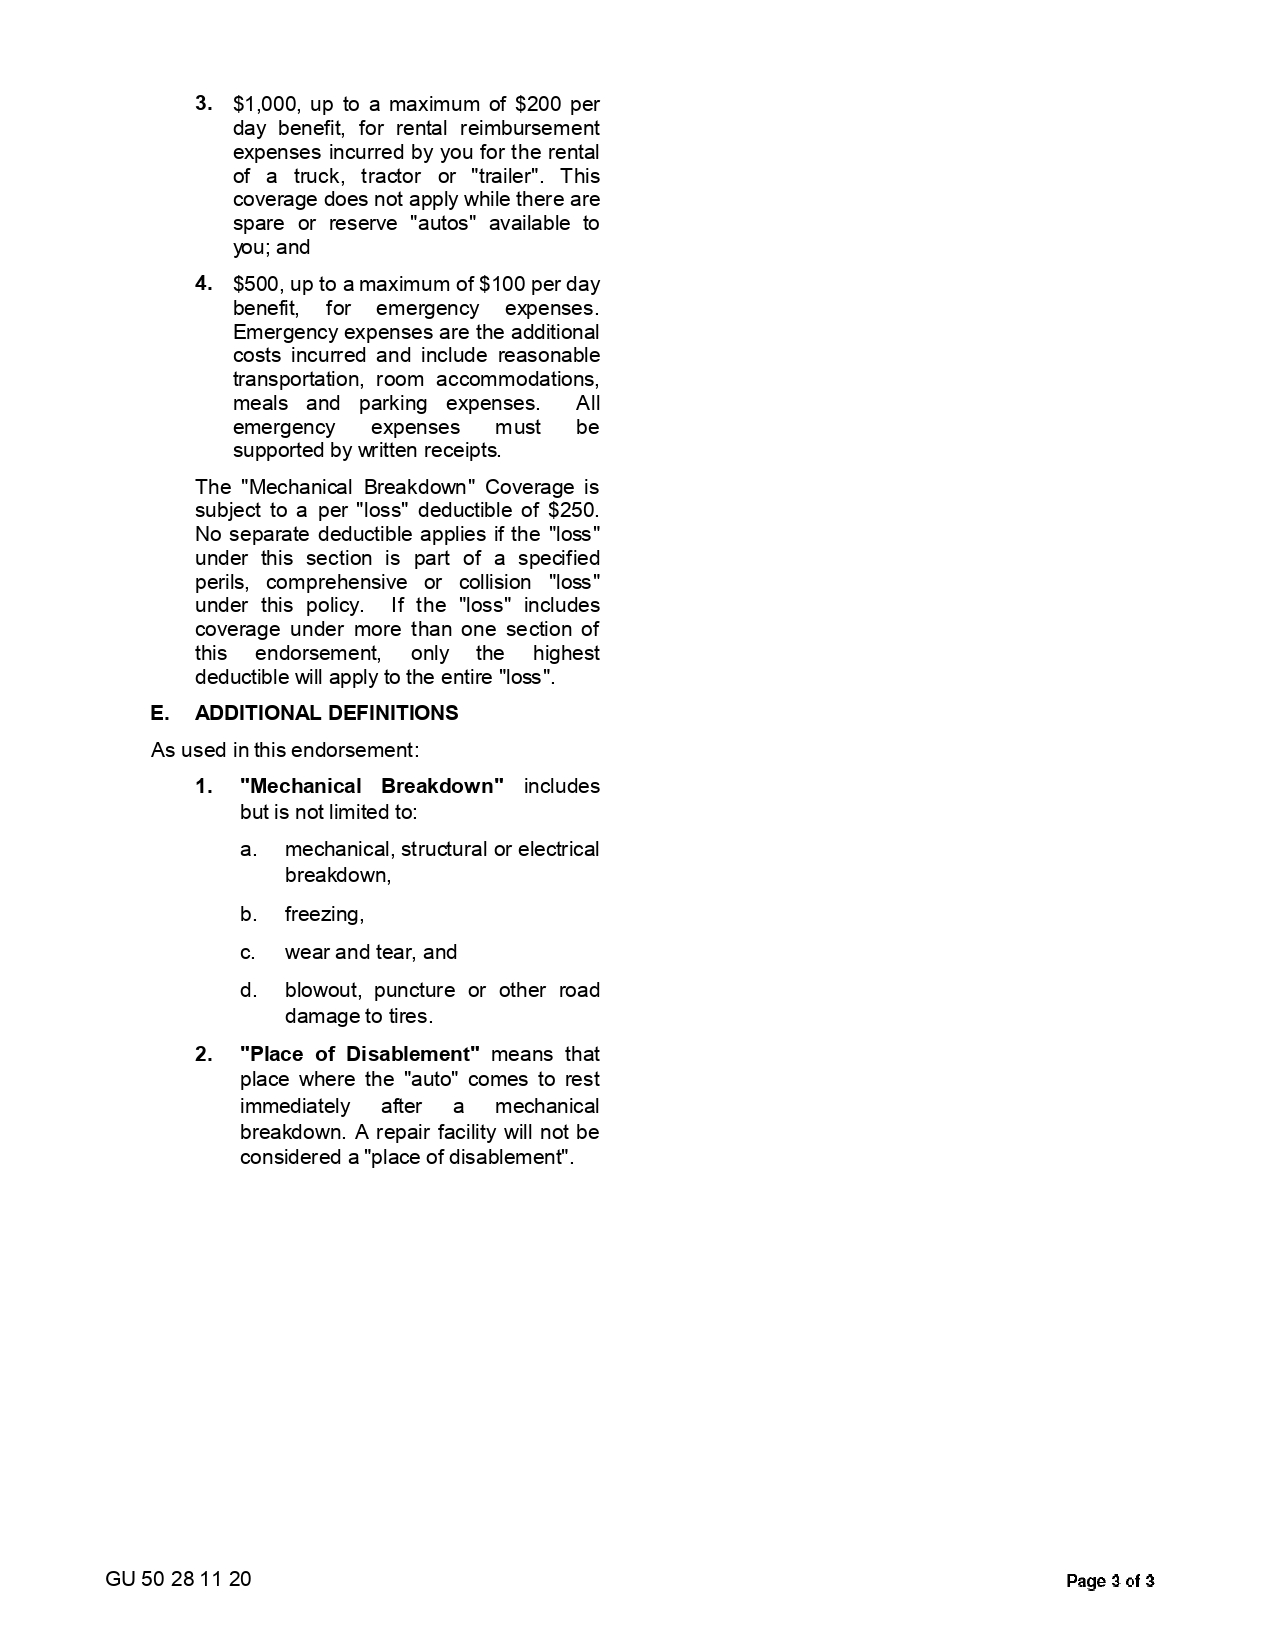 3. $1,000, up to a maximum of $200 per
day benefit, for rental reimbursement
expenses incurred by you for the rental
of a truck, tractor or "trailer". This
coverage does not apply while there are
spare or reserve "autos" available to
you; and
4. $500, up to a maximum of $100 per day
benefit, for emergency expenses.
Emergency expenses are the additional
costs incurred and include reasonable
transportation, room accommodations,
meals and parking expenses. All
emergency expenses must be
supported by written receipts.
The "Mechanical Breakdown" Coverage is
subject to a per "loss" deductible of $250.
No separate deductible applies if the "loss"
under this section is part of a specified
perils, comprehensive or collision "loss"
under this policy. If the "loss" includes
coverage under more than one section of
this endorsement, only the highest
deductible will apply to the entire "loss".
E. ADDITIONAL DEFINITIONS
As used in this endorsement:
1. "Mechanical Breakdown" includes
but is not limited to:
a. mechanical, structural or electrical
breakdown,
b. freezing,
c. wear and tear, and
d. blowout, puncture or other road
damage to tires.
2. "Place of Disablement" means that
place where the "auto" comes to rest
immediately after a mechanical
breakdown. A repair facility will not be
considered a "place of disablement".
GU 50 28 11 20
Page 3 of 3